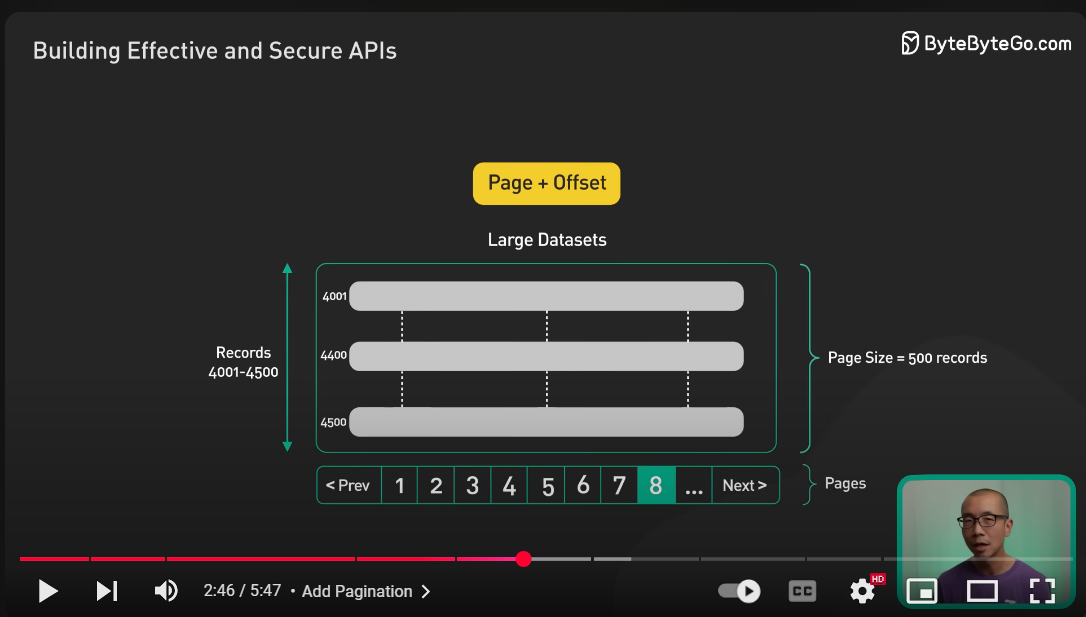 Building Effective and Secure APIs
ByteByteGo.com
Page + Offset
Large Datasets
4001
Records
4001-4500
4400
Page Size = 500 records
4500
< Prev 1 2 3 4 5 6 7 8 ... Next >
Pages
2:46 / 5:47 • Add Pagination >
CC
HD